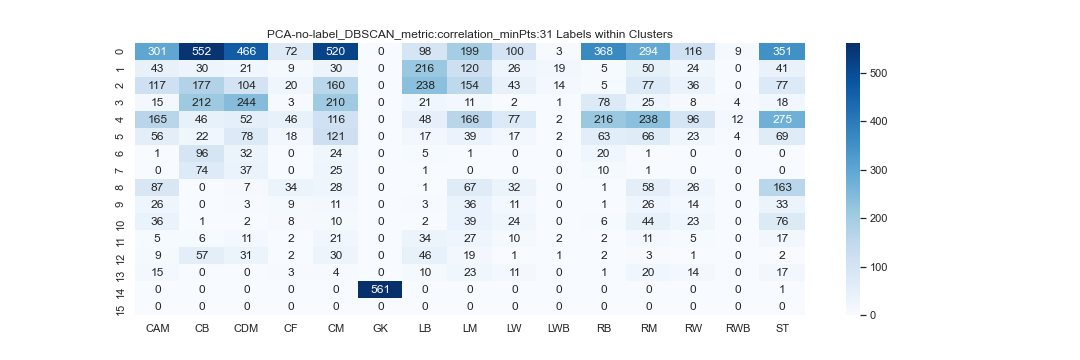 PCA-no-label_DBSCAN_metric:correlation_minPts:31 Labels within Clusters
0 301 552 466 72 520 0 98 199 100 3 368 294 116 9 351
1 43 30 21 9 30 0 216 120 26 19 5 50 24 0 41
2 117 177 104 20 160 0 238 154 43 14 5 77 36 0 77
3 15 212 244 3 210 0 21 11 2 1 78 25 8 4 18
4 165 46 52 46 116 0 48 166 77 2 216 238 96 12 275
5 56 22 78 18 121 0 17 39 17 2 63 66 23 4 69
6 1 96 32 0 24 0 5 1 0 0 20 1 0 0 0
7 0 74 37 0 25 0 1 0 0 0 10 1 0 0 0
8 87 0 7 34 28 0 1 67 32 0 1 58 26 0 163
9 26 0 3 9 11 0 3 36 11 0 1 26 14 0 33
10 36 1 2 8 10 0 2 39 24 0 6 44 23 0 76
11 5 6 11 2 21 0 34 27 10 2 2 11 5 0 17
12 9 57 31 2 30 0 46 19 1 1 2 3 1 0 2
13 15 0 0 3 4 0 10 23 11 0 1 20 14 0 17
14 0 0 0 0 0 561 0 0 0 0 0 0 0 0 1
15 0 0 0 0 0 0 0 0 0 0 0 0 0 0 0
CAM CB CDM CF CM GK LB LM LW LWB RB RM RW RWB ST
500
400
300
200
100
0